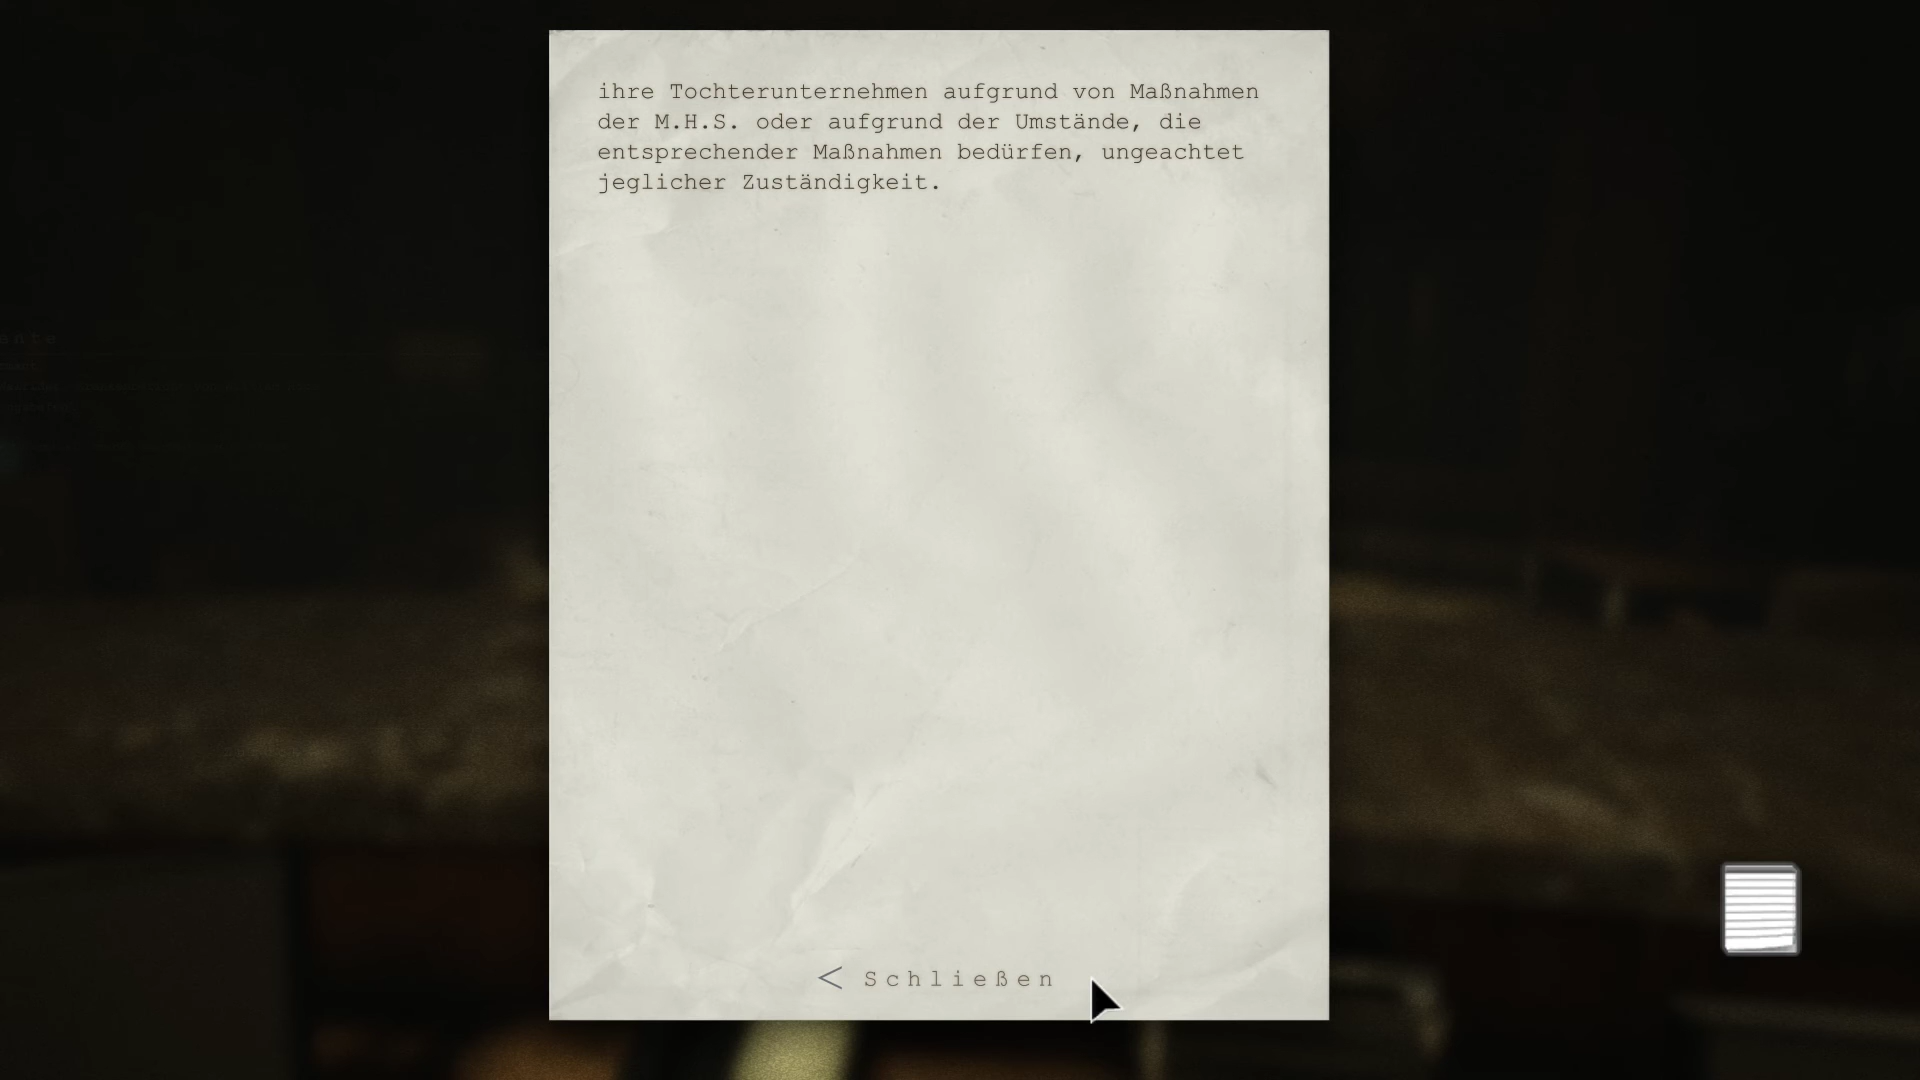 ihre Tochterunternehmen aufgrund von Maßnahmen
der M.H.S. oder aufgrund der Umstände, die
entsprechender Maßnahmen bedürfen, ungeachtet
jeglicher Zuständigkeit.
< Schließen